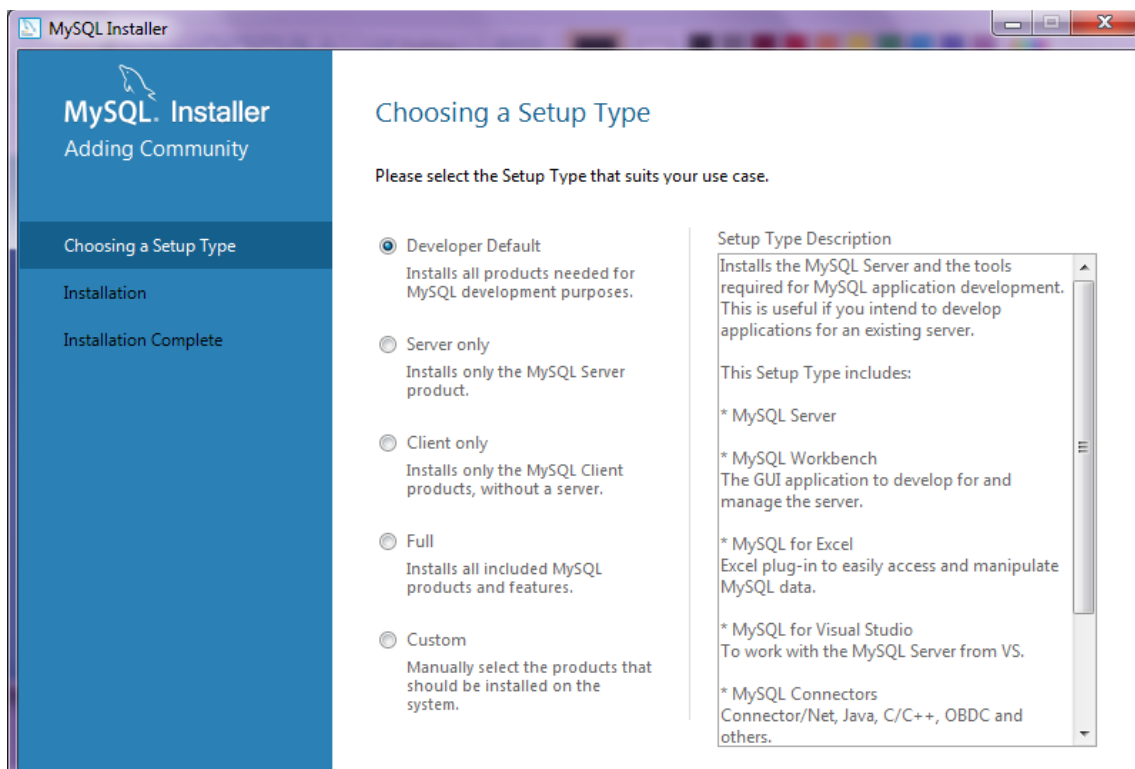 MySQL Installer
MySQL. Installer
Adding Community
Choosing a Setup Type
Installation
Installation Complete
Choosing a Setup Type
Please select the Setup Type that suits your use case.
Developer Default
Installs all products needed for
MySQL development purposes.
Server only
Installs only the MySQL Server
product.
Client only
Installs only the MySQL Client
products, without a server.
Full
Installs all included MySQL
products and features.
Custom
Manually select the products that
should be installed on the
system.
Setup Type Description
Installs the MySQL Server and the tools
required for MySQL application development.
This is useful if you intend to develop
applications for an existing server.
This Setup Type includes:
* MySQL Server
* MySQL Workbench
The GUI application to develop for and
manage the server.
* MySQL for Excel
Excel plug-in to easily access and manipulate
MySQL data.
* MySQL for Visual Studio
To work with the MySQL Server from VS.
* MySQL Connectors
Connector/Net, Java, C/C++, OBDC and
others.